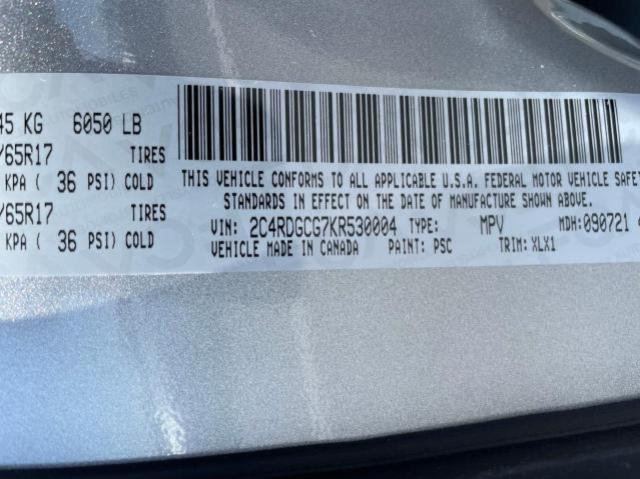 45 KG 6050 LB
/65R17 TIRES
KPA ( 36 PSI) COLD
/65R17 TIRES
KPA ( 36 PSI) COLD
THIS VEHICLE CONFORMS TO ALL APPLICABLE U.S.A. FEDERAL MOTOR VEHICLE SAFE
STANDARDS IN EFFECT ON THE DATE OF MANUFACTURE SHOWN ABOVE.
VIN: 2C4RDGCG7KR530004 TYPE: MPV MDH:090721
VEHICLE MADE IN CANADA PAINT: PSC TRIM: XLX1